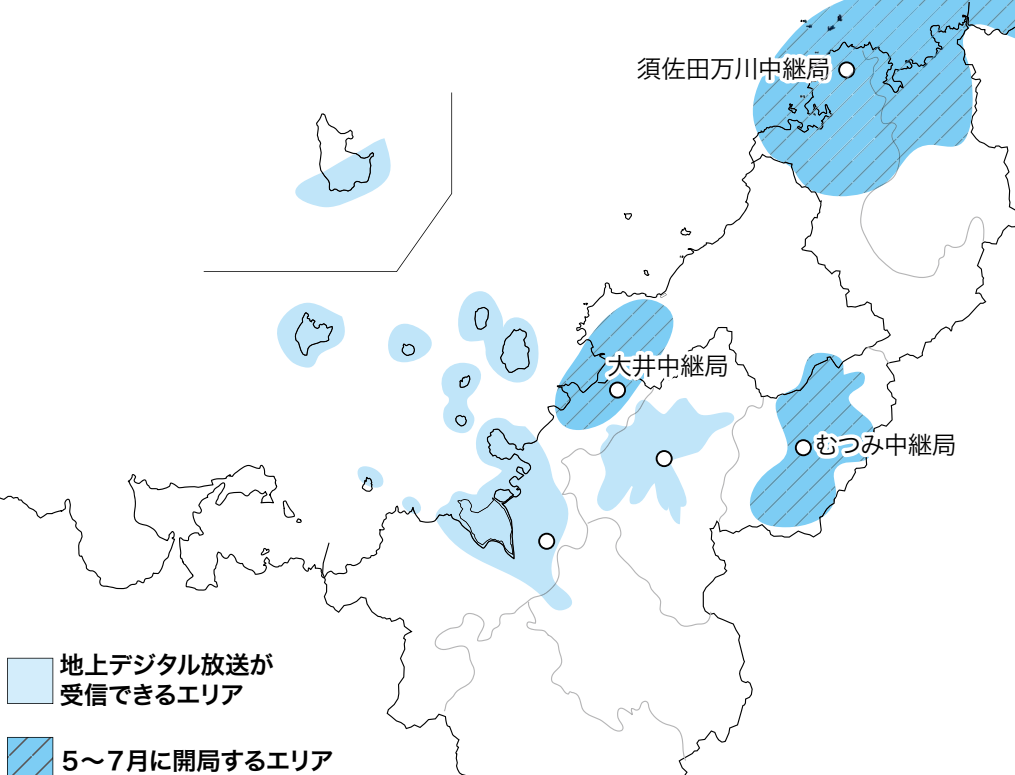 須佐田万川中継局
大井中継局
むつみ中継局
地上デジタル放送が
受信できるエリア
5〜7月に開局するエリア